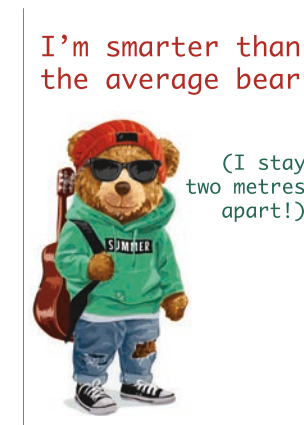 I'm smarter than
the average bear
(I stay
two metres
apart!)
SUMMER